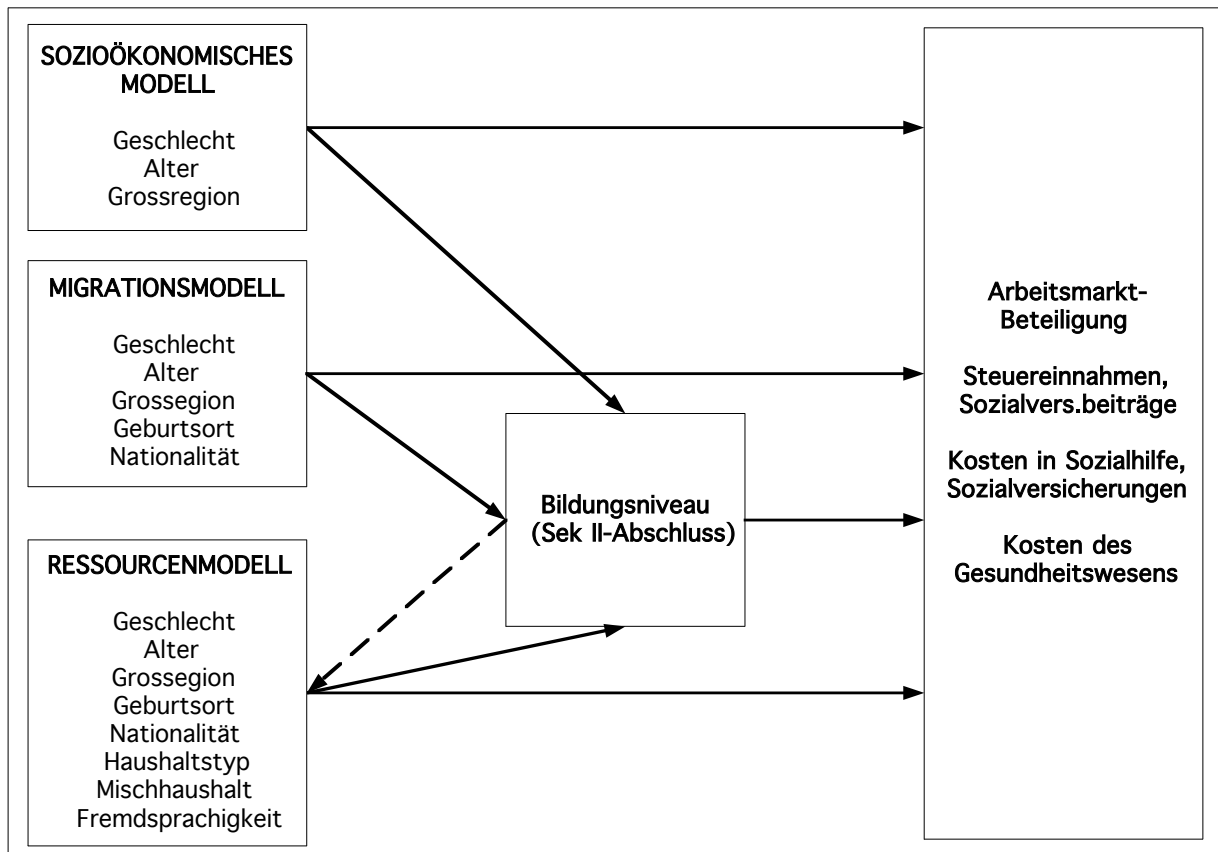 SOZIOÖKONOMISCHES
MODELL
Geschlecht
Alter
Grossregion
MIGRATIONSMODELL
Geschlecht
Alter
Grossegion
Geburtsort
Nationalität
RESSOURCENMODELL
Geschlecht
Alter
Grossegion
Geburtsort
Nationalität
Haushaltstyp
Mischhaushalt
Fremdsprachigkeit
Bildungsniveau
(Sek II-Abschluss)
Arbeitsmarkt-
Beteiligung
Steuereinnahmen,
Sozialvers.beiträge
Kosten in Sozialhilfe,
Sozialversicherungen
Kosten des
Gesundheitswesens